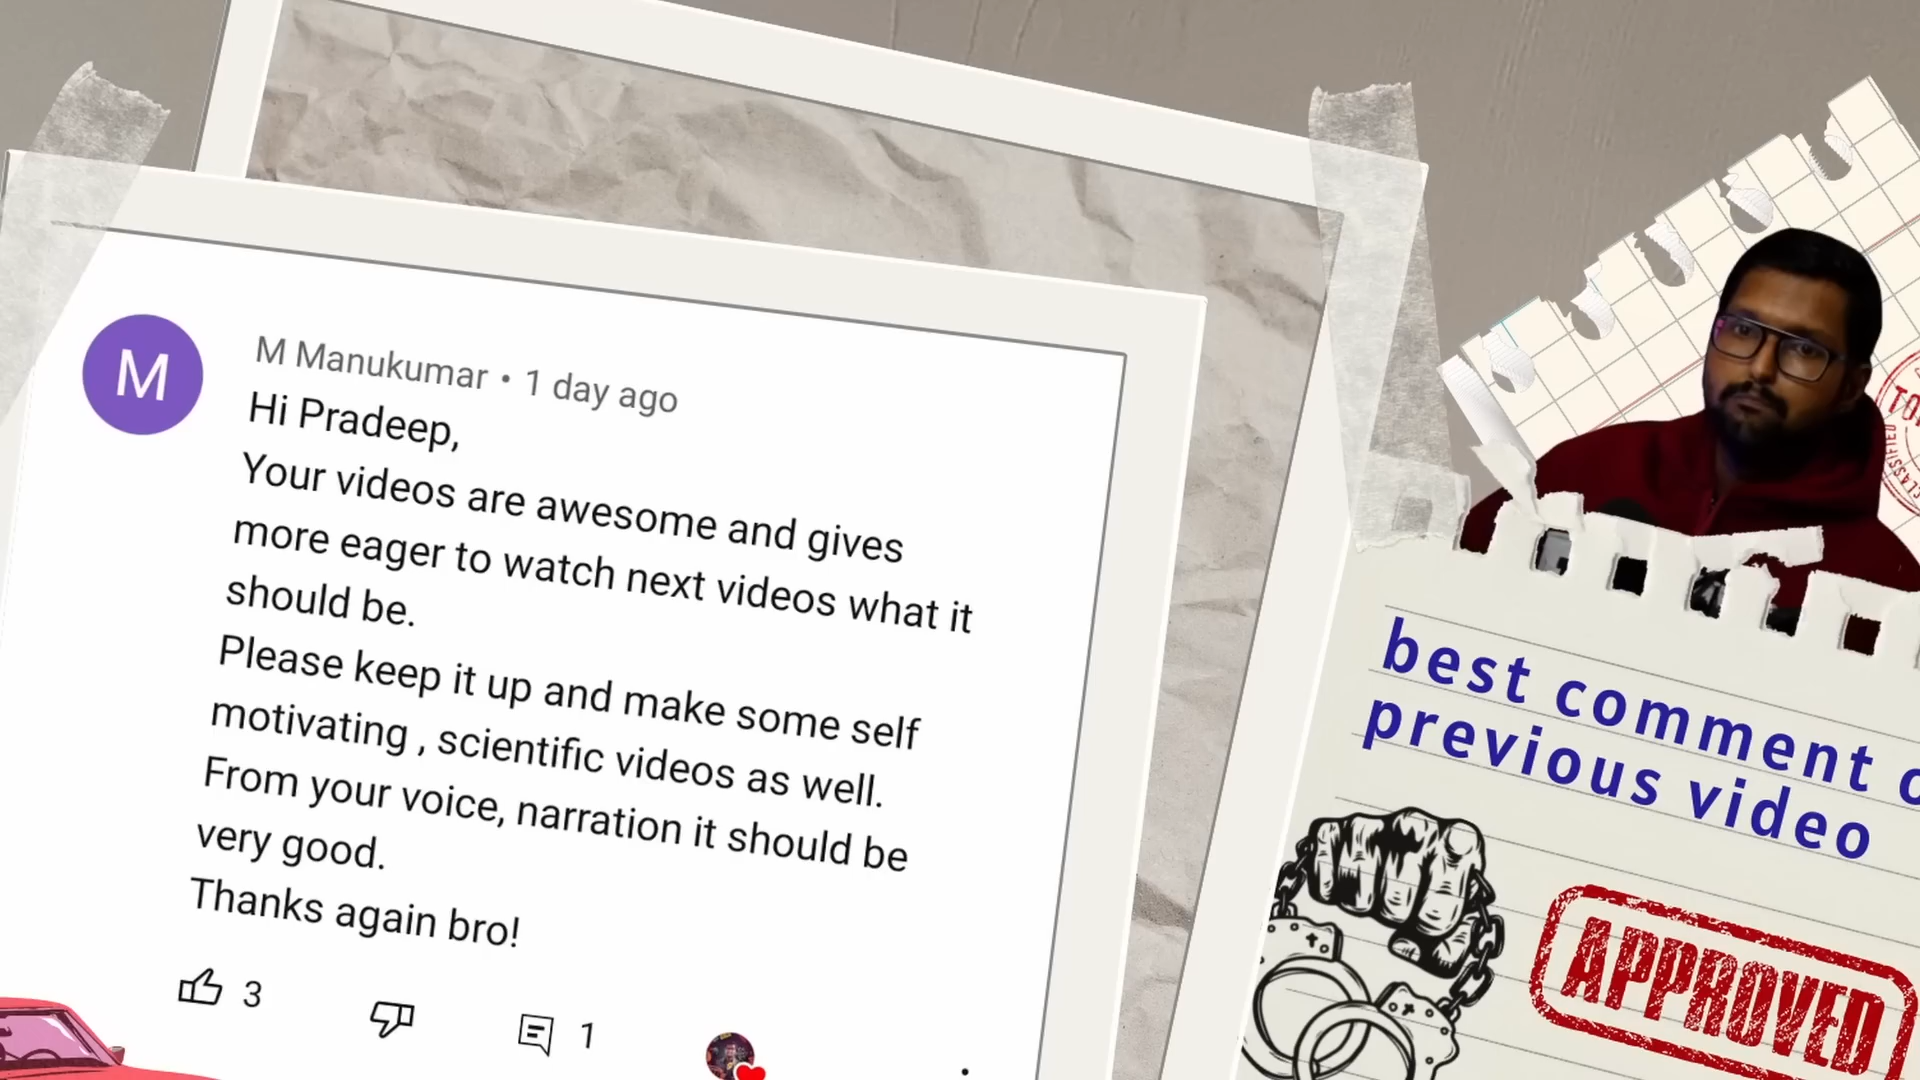 M
M Manukumar • 1 day ago
Hi Pradeep,
Your videos are awesome and gives
more eager to watch next videos what it
should be.
Please keep it up and make some self
motivating , scientific videos as well.
From your voice, narration it should be
very good.
Thanks again bro!
3
1
best comment
previous video
APPROVED